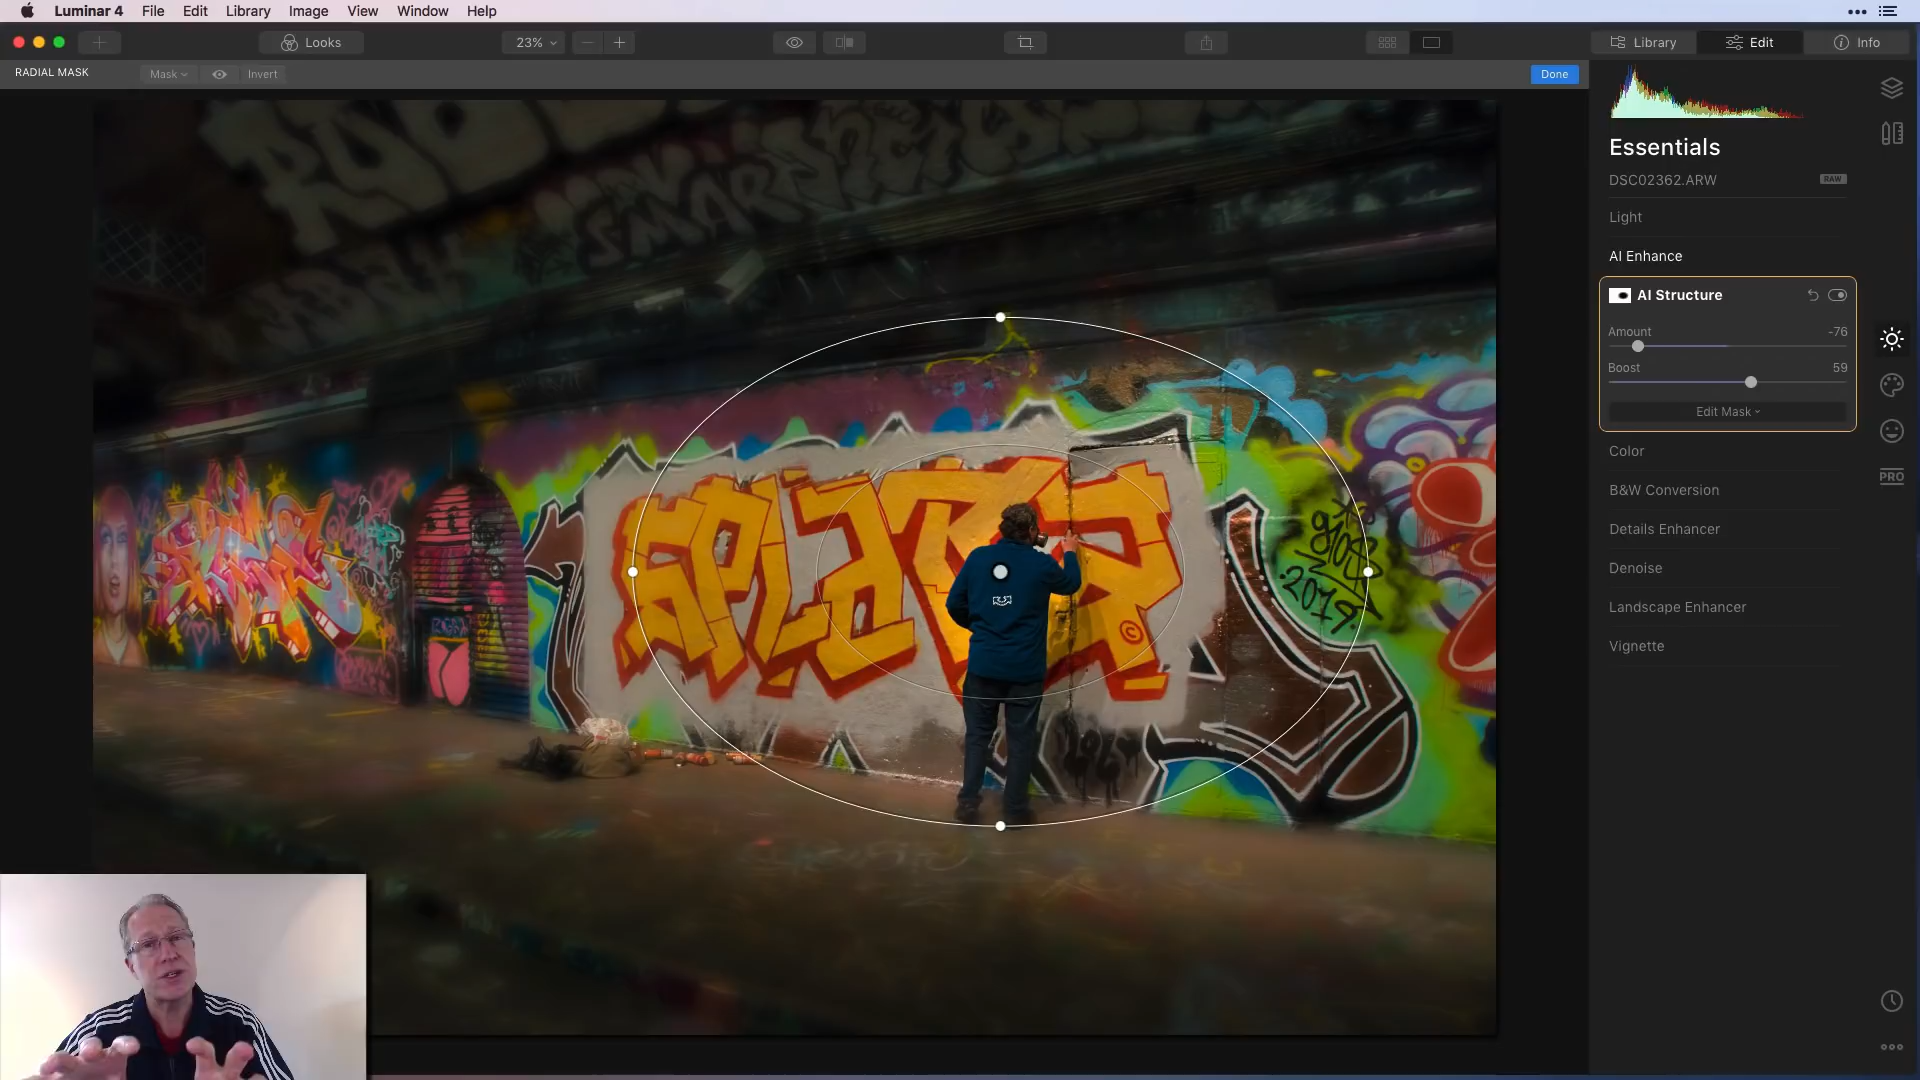 Luminar 4 File Edit Library Image View Window Help
Looks 23% Library Edit Info
RADIAL MASK Mask Invert Done
Essentials
DSC02362.ARW RAW
Light
AI Enhance
AI Structure
Amount -76
Boost 59
Edit Mask
Color
B&W Conversion
Details Enhancer
Denoise
Landscape Enhancer
Vignette
PRO
SMAR
2019
©